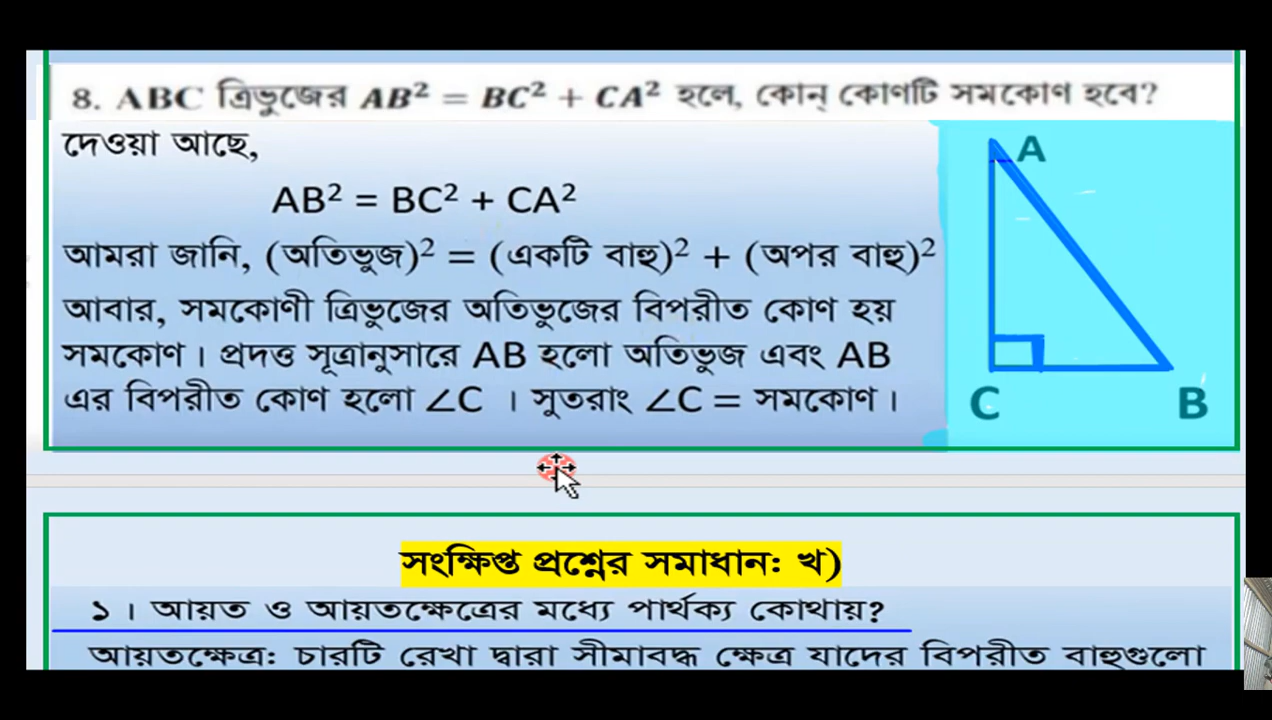 8. ABC ত্রিভুজের AB² = BC² + CA² হলে, কোন্ কোণটি সমকোণ হবে?
দেওয়া আছে,
AB² = BC² + CA²
আমরা জানি, (অতিভুজ)² = (একটি বাহু)² + (অপর বাহু)²
আবার, সমকোণী ত্রিভুজের অতিভুজের বিপরীত কোণ হয়
সমকোণ। প্রদত্ত সূত্রানুসারে AB হলো অতিভুজ এবং AB
এর বিপরীত কোণ হলো ∠C । সুতরাং ∠C = সমকোণ।
A
C
B
সংক্ষিপ্ত প্রশ্নের সমাধান: খ)
১। আয়ত ও আয়তক্ষেত্রের মধ্যে পার্থক্য কোথায়?
আয়তক্ষেত্র: চারটি রেখা দ্বারা সীমাবদ্ধ ক্ষেত্র যাদের বিপরীত বাহুগুলো